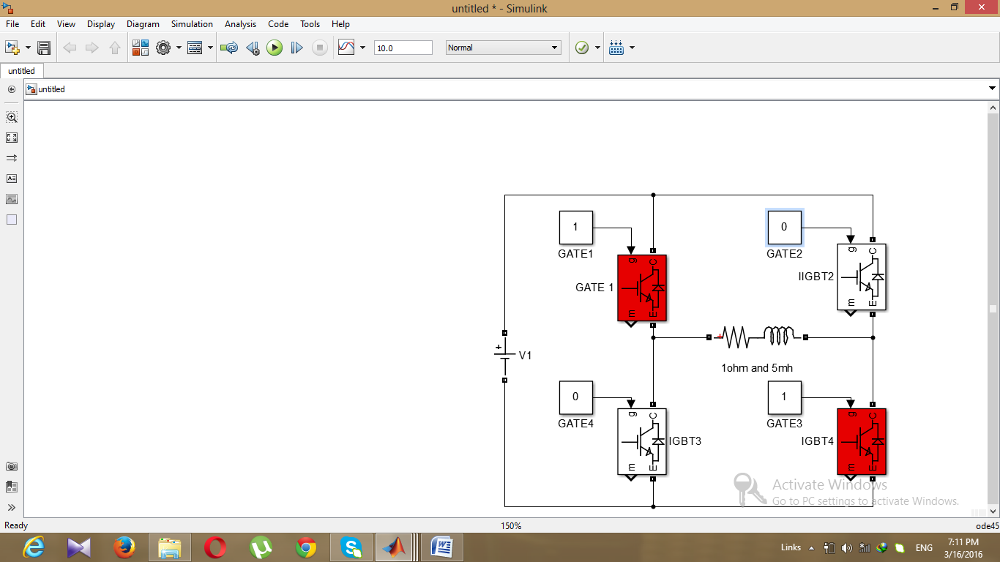 untitled * - Simulink
File Edit View Display Diagram Simulation Analysis Code Tools Help
10.0 Normal
untitled
untitled
1
GATE1
g C
GATE 1
m E
0
GATE2
g C
IIGBT2
m E
+
V1
+
1ohm and 5mh
0
GATE4
g C
IGBT3
m E
1
GATE3
g C
IGBT4
m E
Activate Windows
Go to PC settings to activate Windows.
Ready 150% ode45
Links ENG 7:11 PM
3/16/2016